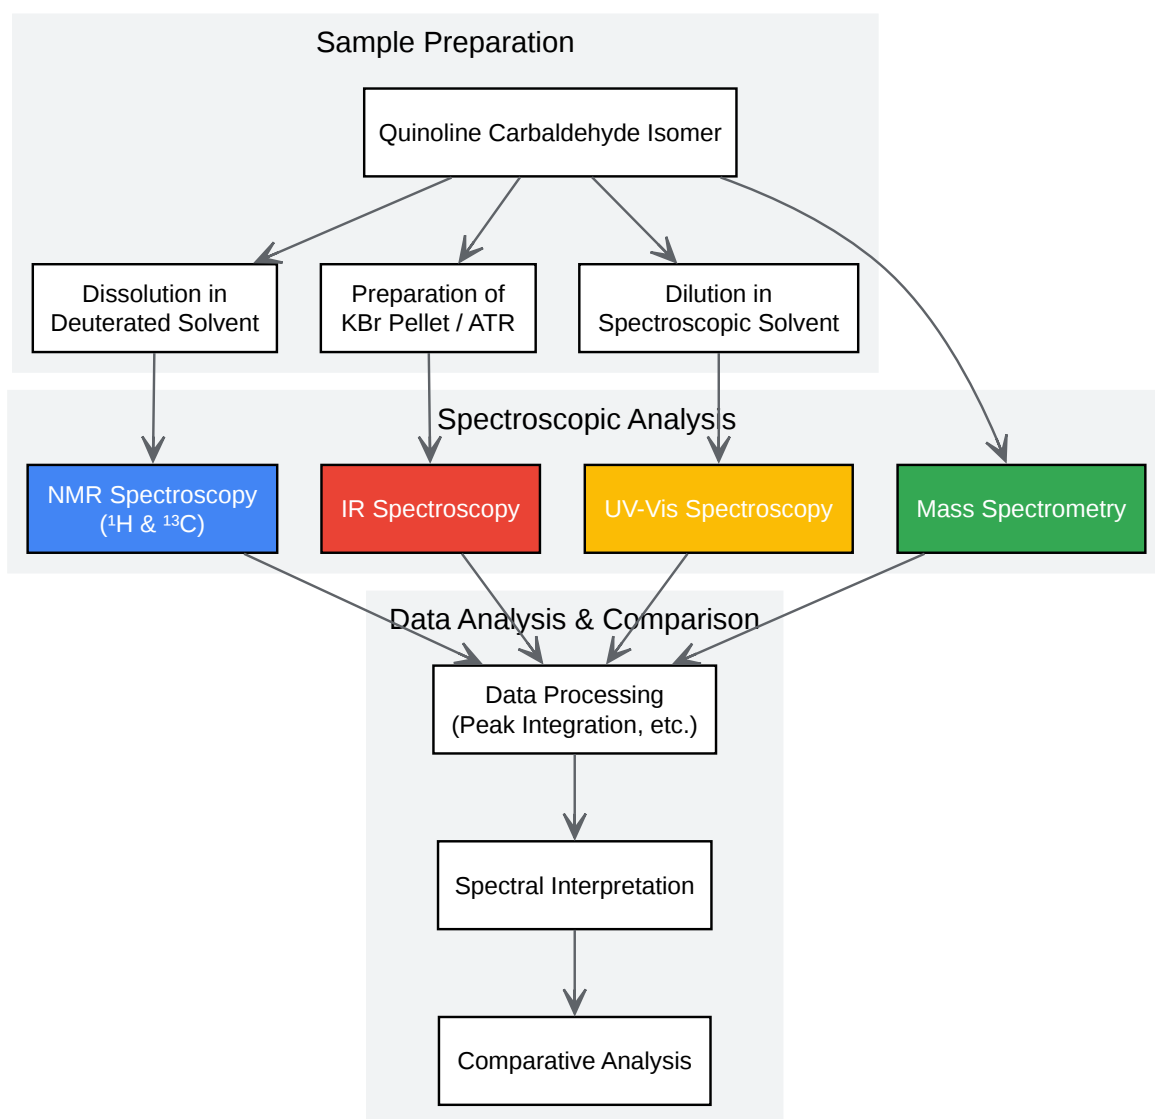 Sample Preparation
Quinoline Carbaldehyde Isomer
Dissolution in
Deuterated Solvent
Preparation of
KBr Pellet / ATR
Dilution in
Spectroscopic Solvent
Spectroscopic Analysis
NMR Spectroscopy
(¹H & ¹³C)
IR Spectroscopy
UV-Vis Spectroscopy
Mass Spectrometry
Data Analysis & Comparison
Data Processing
(Peak Integration, etc.)
Spectral Interpretation
Comparative Analysis